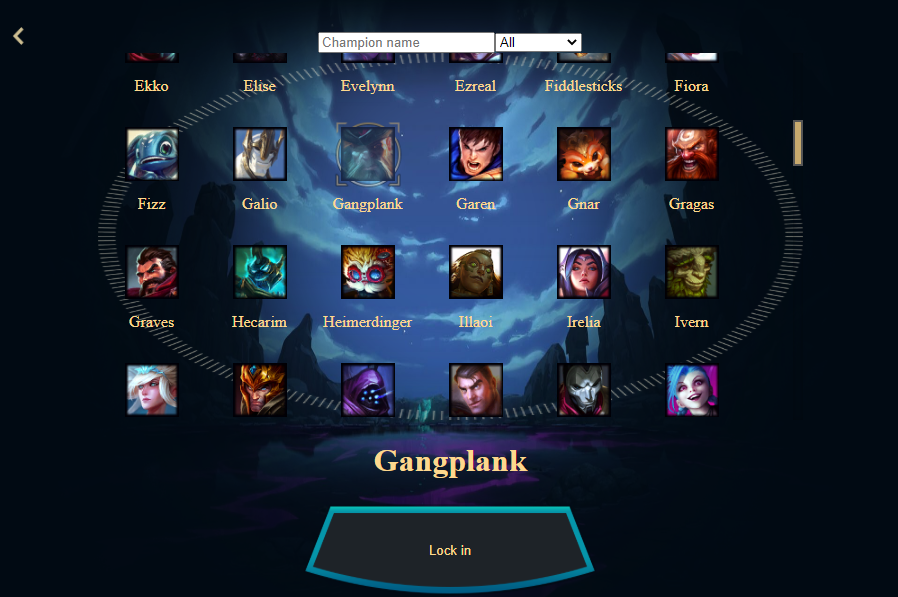 Champion name All
Ekko Elise Evelynn Ezreal Fiddlesticks Fiora
Fizz Galio Gangplank Garen Gnar Gragas
Graves Hecarim Heimerdinger Illaoi Irelia Ivern
Gangplank
Lock in